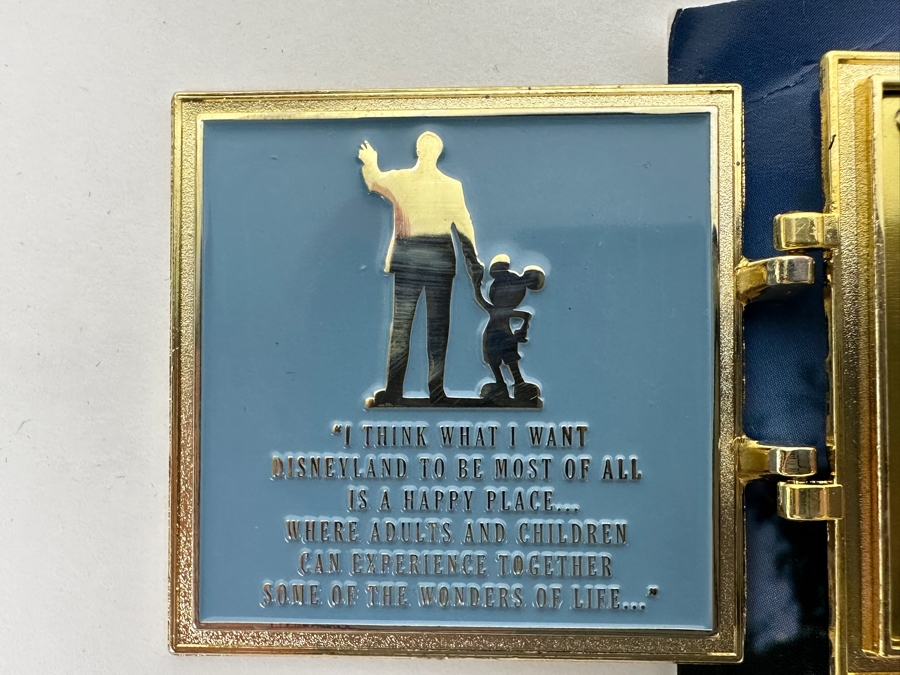 "I THINK WHAT I WANT
DISNEYLAND TO BE MOST OF ALL
IS A HAPPY PLACE...
WHERE ADULTS AND CHILDREN
CAN EXPERIENCE TOGETHER
SOME OF THE WONDERS OF LIFE..."